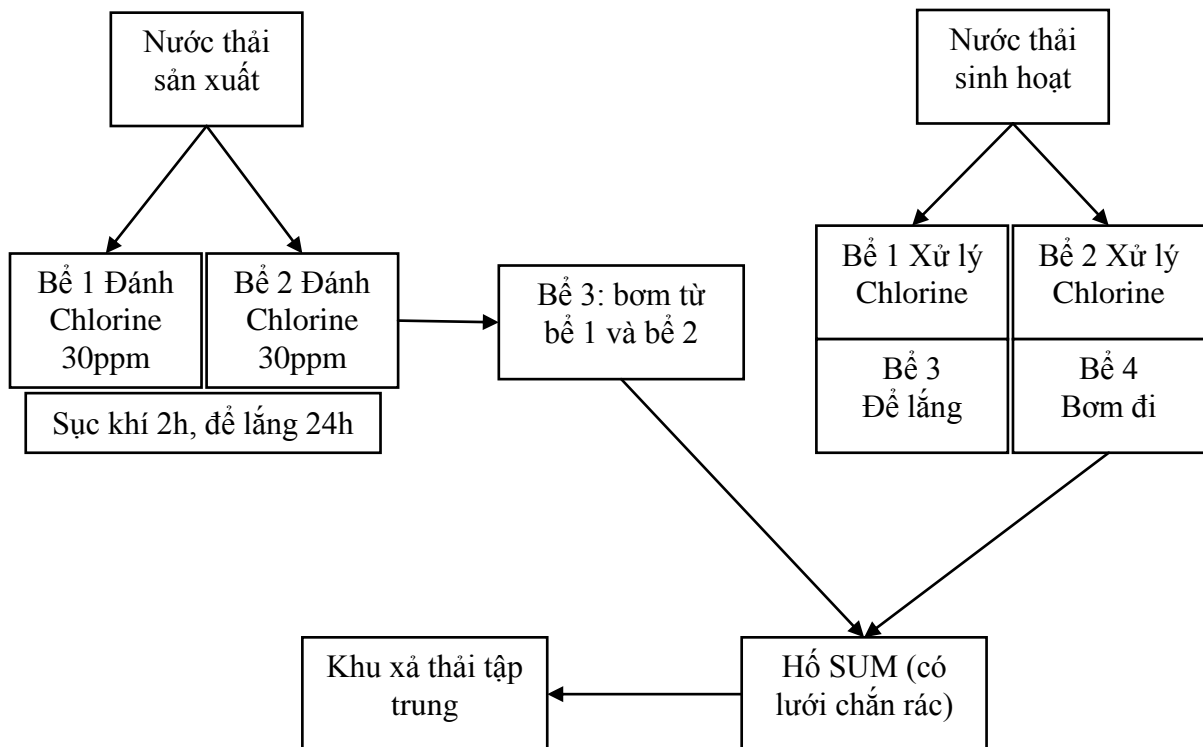 Nước thải
sản xuất
Nước thải
sinh hoạt
Bể 1 Đánh
Chlorine
30ppm
Bể 2 Đánh
Chlorine
30ppm
Sục khí 2h, để lắng 24h
Bể 3: bơm từ
bể 1 và bể 2
Bể 1 Xử lý
Chlorine
Bể 2 Xử lý
Chlorine
Bể 3
Để lắng
Bể 4
Bơm đi
Khu xả thải tập
trung
Hố SUM (có
lưới chắn rác)